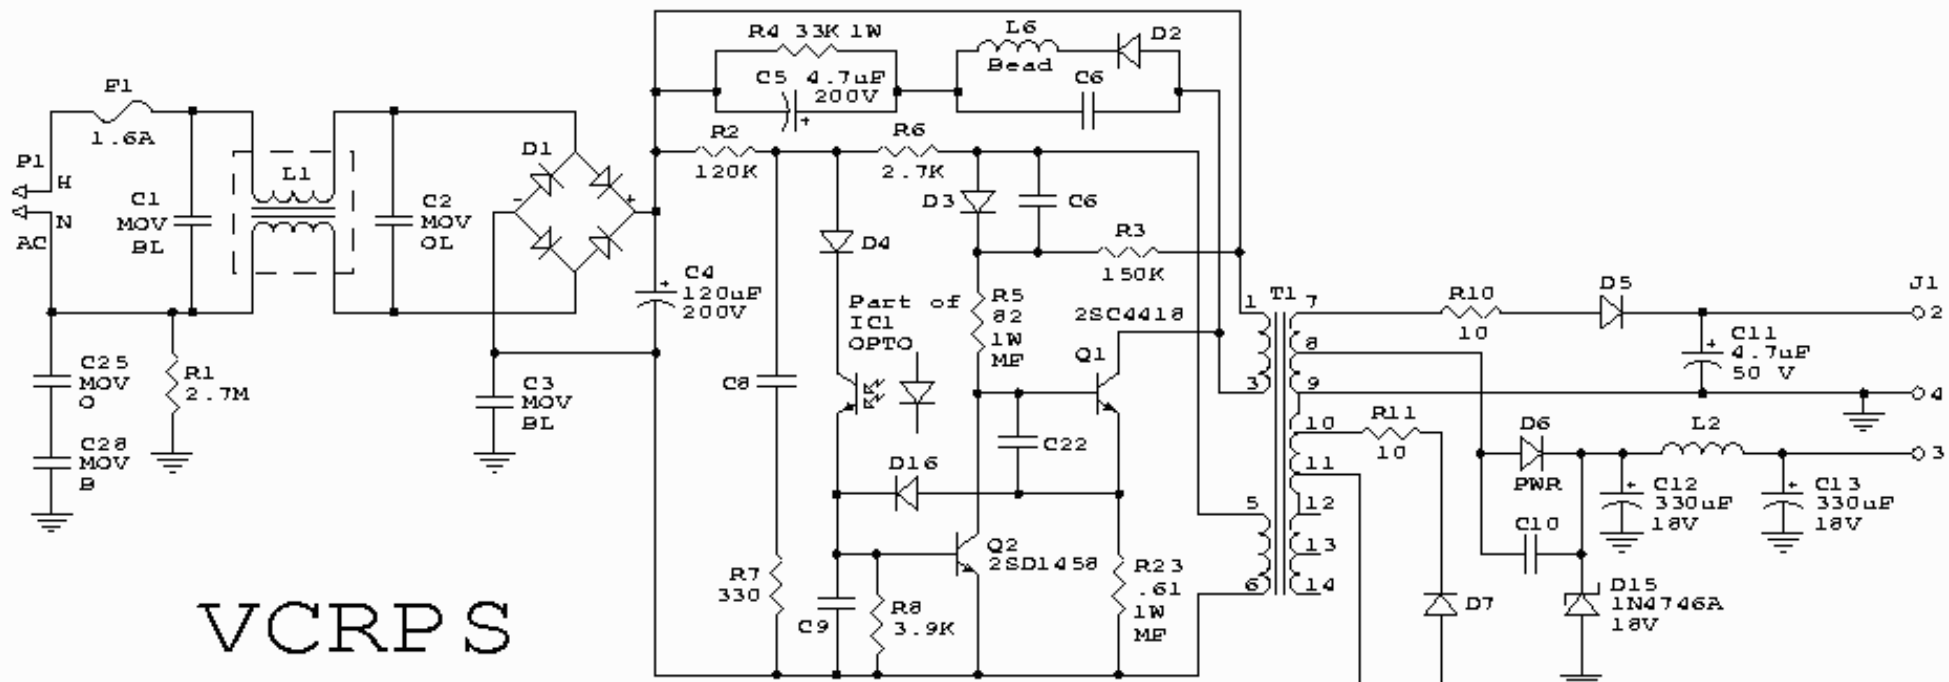 R4 33K 1W
L6
Bead
D2
C5 4.7uF
200V
C6
F1
1.6A
P1
H
N
AC
C1
MOV
BL
L1
C2
MOV
OL
D1
-
+
R2
120K
R6
2.7K
D3
C6
D4
R3
150K
C4
+
120uF
200V
Part of
IC1
OPTO
R5
82
1W
MF
2SC4418
Q1
1
T1
7
R10
10
D5
J1
2
8
C11
+
4.7uF
50 V
3
9
4
C25
MOV
O
R1
2.7M
C3
MOV
BL
C8
C28
MOV
B
C22
10
R11
10
D6
PWR
L2
3
11
D16
C12
+
330uF
18V
C13
+
330uF
18V
5
12
C10
13
Q2
2SD1458
R7
330
R23
.61
1W
MF
6
14
D7
D15
1N4746A
18V
C9
R8
3.9K
VCRPS